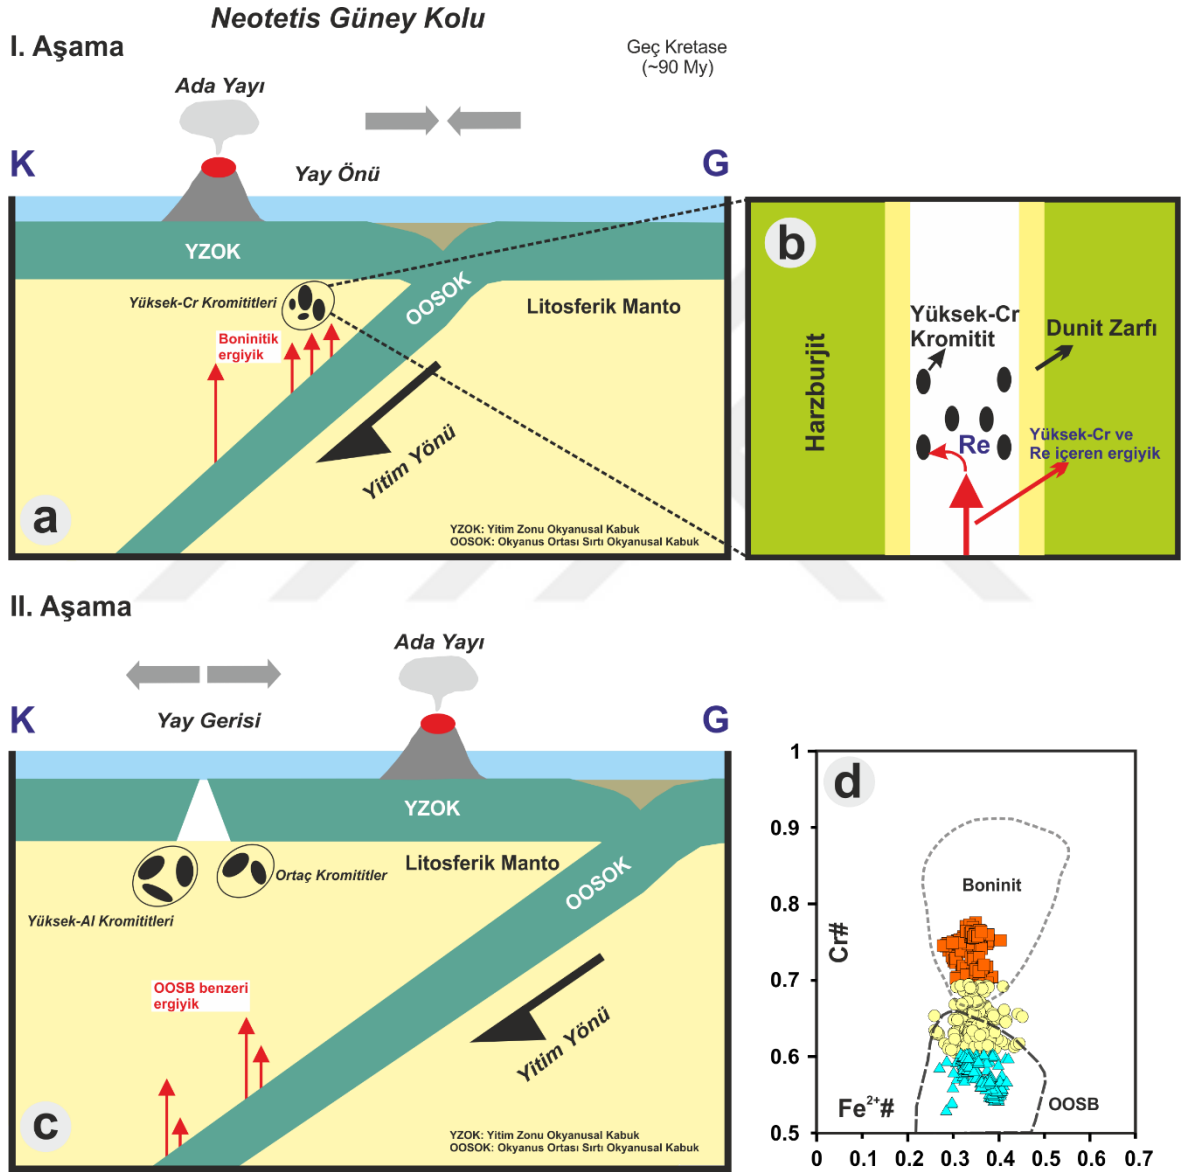 Neotetis Güney Kolu
I. Aşama
Geç Kretase
(~90 My)
Ada Yayı
K
Yay Önü
G
YZOK
Yüksek-Cr Kromititleri
OOSOK
Litosferik Manto
Boninitik
ergiyik
Yitim Yönü
a
YZOK: Yitim Zonu Okyanusal Kabuk
OOSOK: Okyanus Ortası Sırtı Okyanusal Kabuk
b
Harzburjit
Yüksek-Cr
Kromitit
Dunit Zarfı
Re
Yüksek-Cr ve
Re içeren ergiyik
II. Aşama
Ada Yayı
K
Yay Gerisi
G
YZOK
Litosferik Manto
OOSOK
Ortaç Kromititler
Yüksek-Al Kromititleri
OOSB benzeri
ergiyik
Yitim Yönü
c
YZOK: Yitim Zonu Okyanusal Kabuk
OOSOK: Okyanus Ortası Sırtı Okyanusal Kabuk
d
1
0.9
0.8
0.7
0.6
0.5
Cr#
Boninit
Fe²⁺#
OOSB
0 0.1 0.2 0.3 0.4 0.5 0.6 0.7